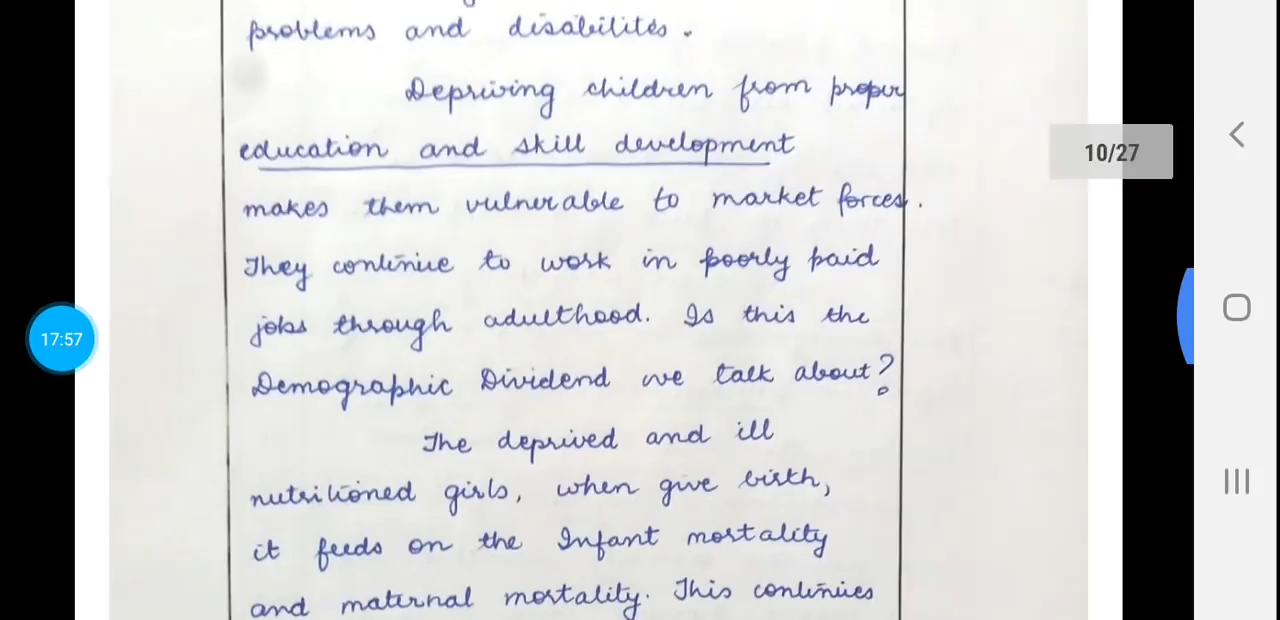 problems and disabilites.
Depriving children from proper
education and skill development
makes them vulnerable to market forces.
They continue to work in poorly paid
jobs through adulthood. Is this the
Demographic Dividend we talk about?
The deprived and ill
nutritioned girls, when give birth,
it feeds on the Infant mortality
and maternal mortality. This continues
10/27
17:57